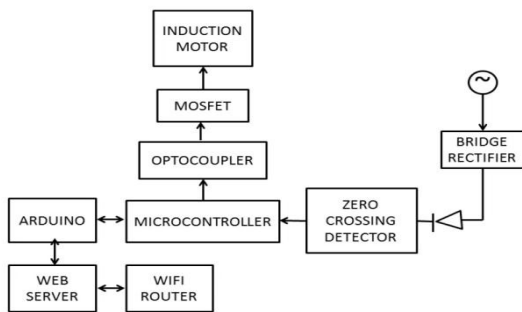 INDUCTION
MOTOR
MOSFET
OPTOCOUPLER
BRIDGE
RECTIFIER
ARDUINO
MICROCONTROLLER
ZERO
CROSSING
DETECTOR
WEB
SERVER
WIFI
ROUTER